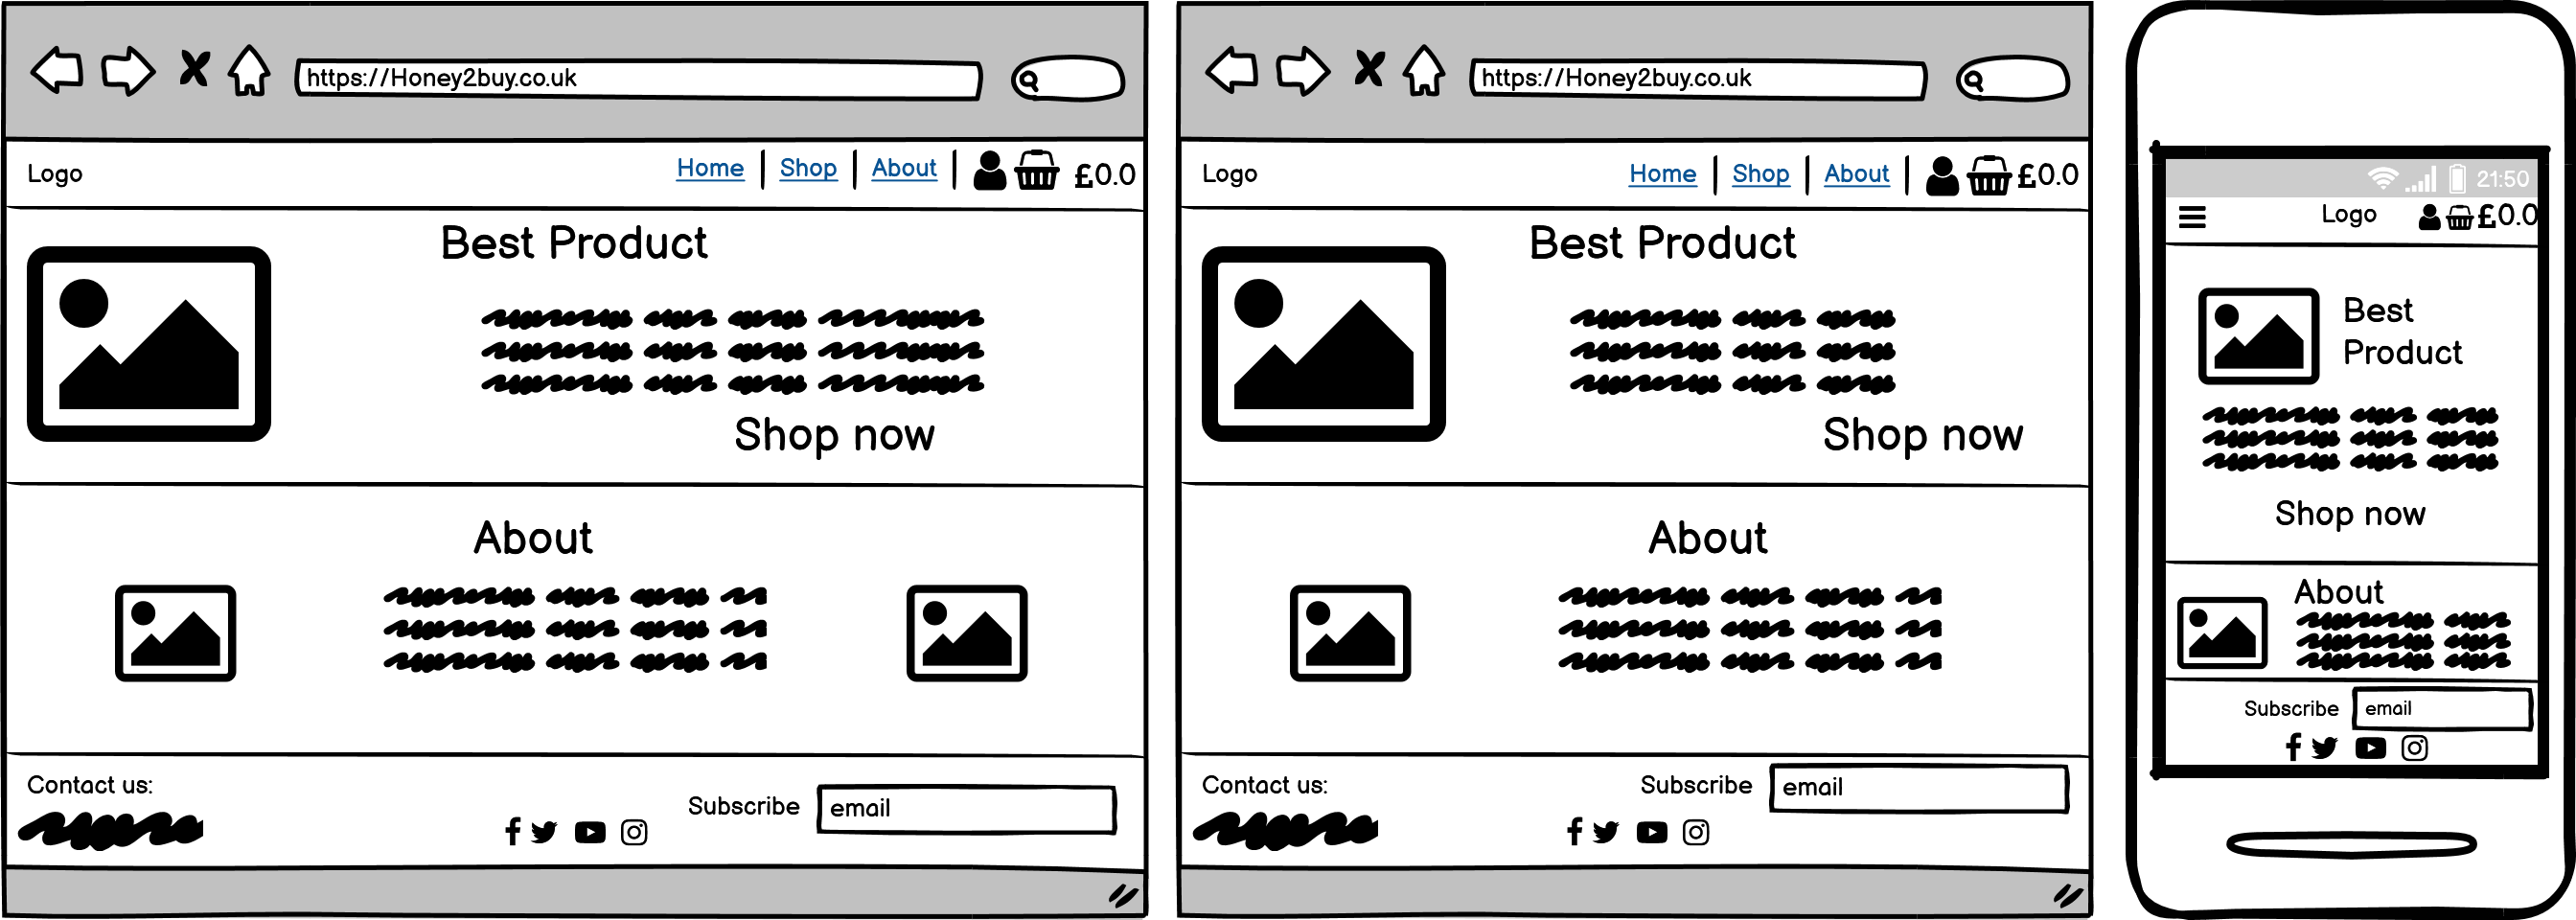 https://Honey2buy.co.uk
Logo
Home
Shop
About
£0.0
Best Product
Shop now
About
Contact us:
Subscribe
email
https://Honey2buy.co.uk
Logo
Home
Shop
About
£0.0
Best Product
Shop now
About
Contact us:
Subscribe
email
21:50
Logo
£0.0
Best
Product
Shop now
About
Subscribe
email